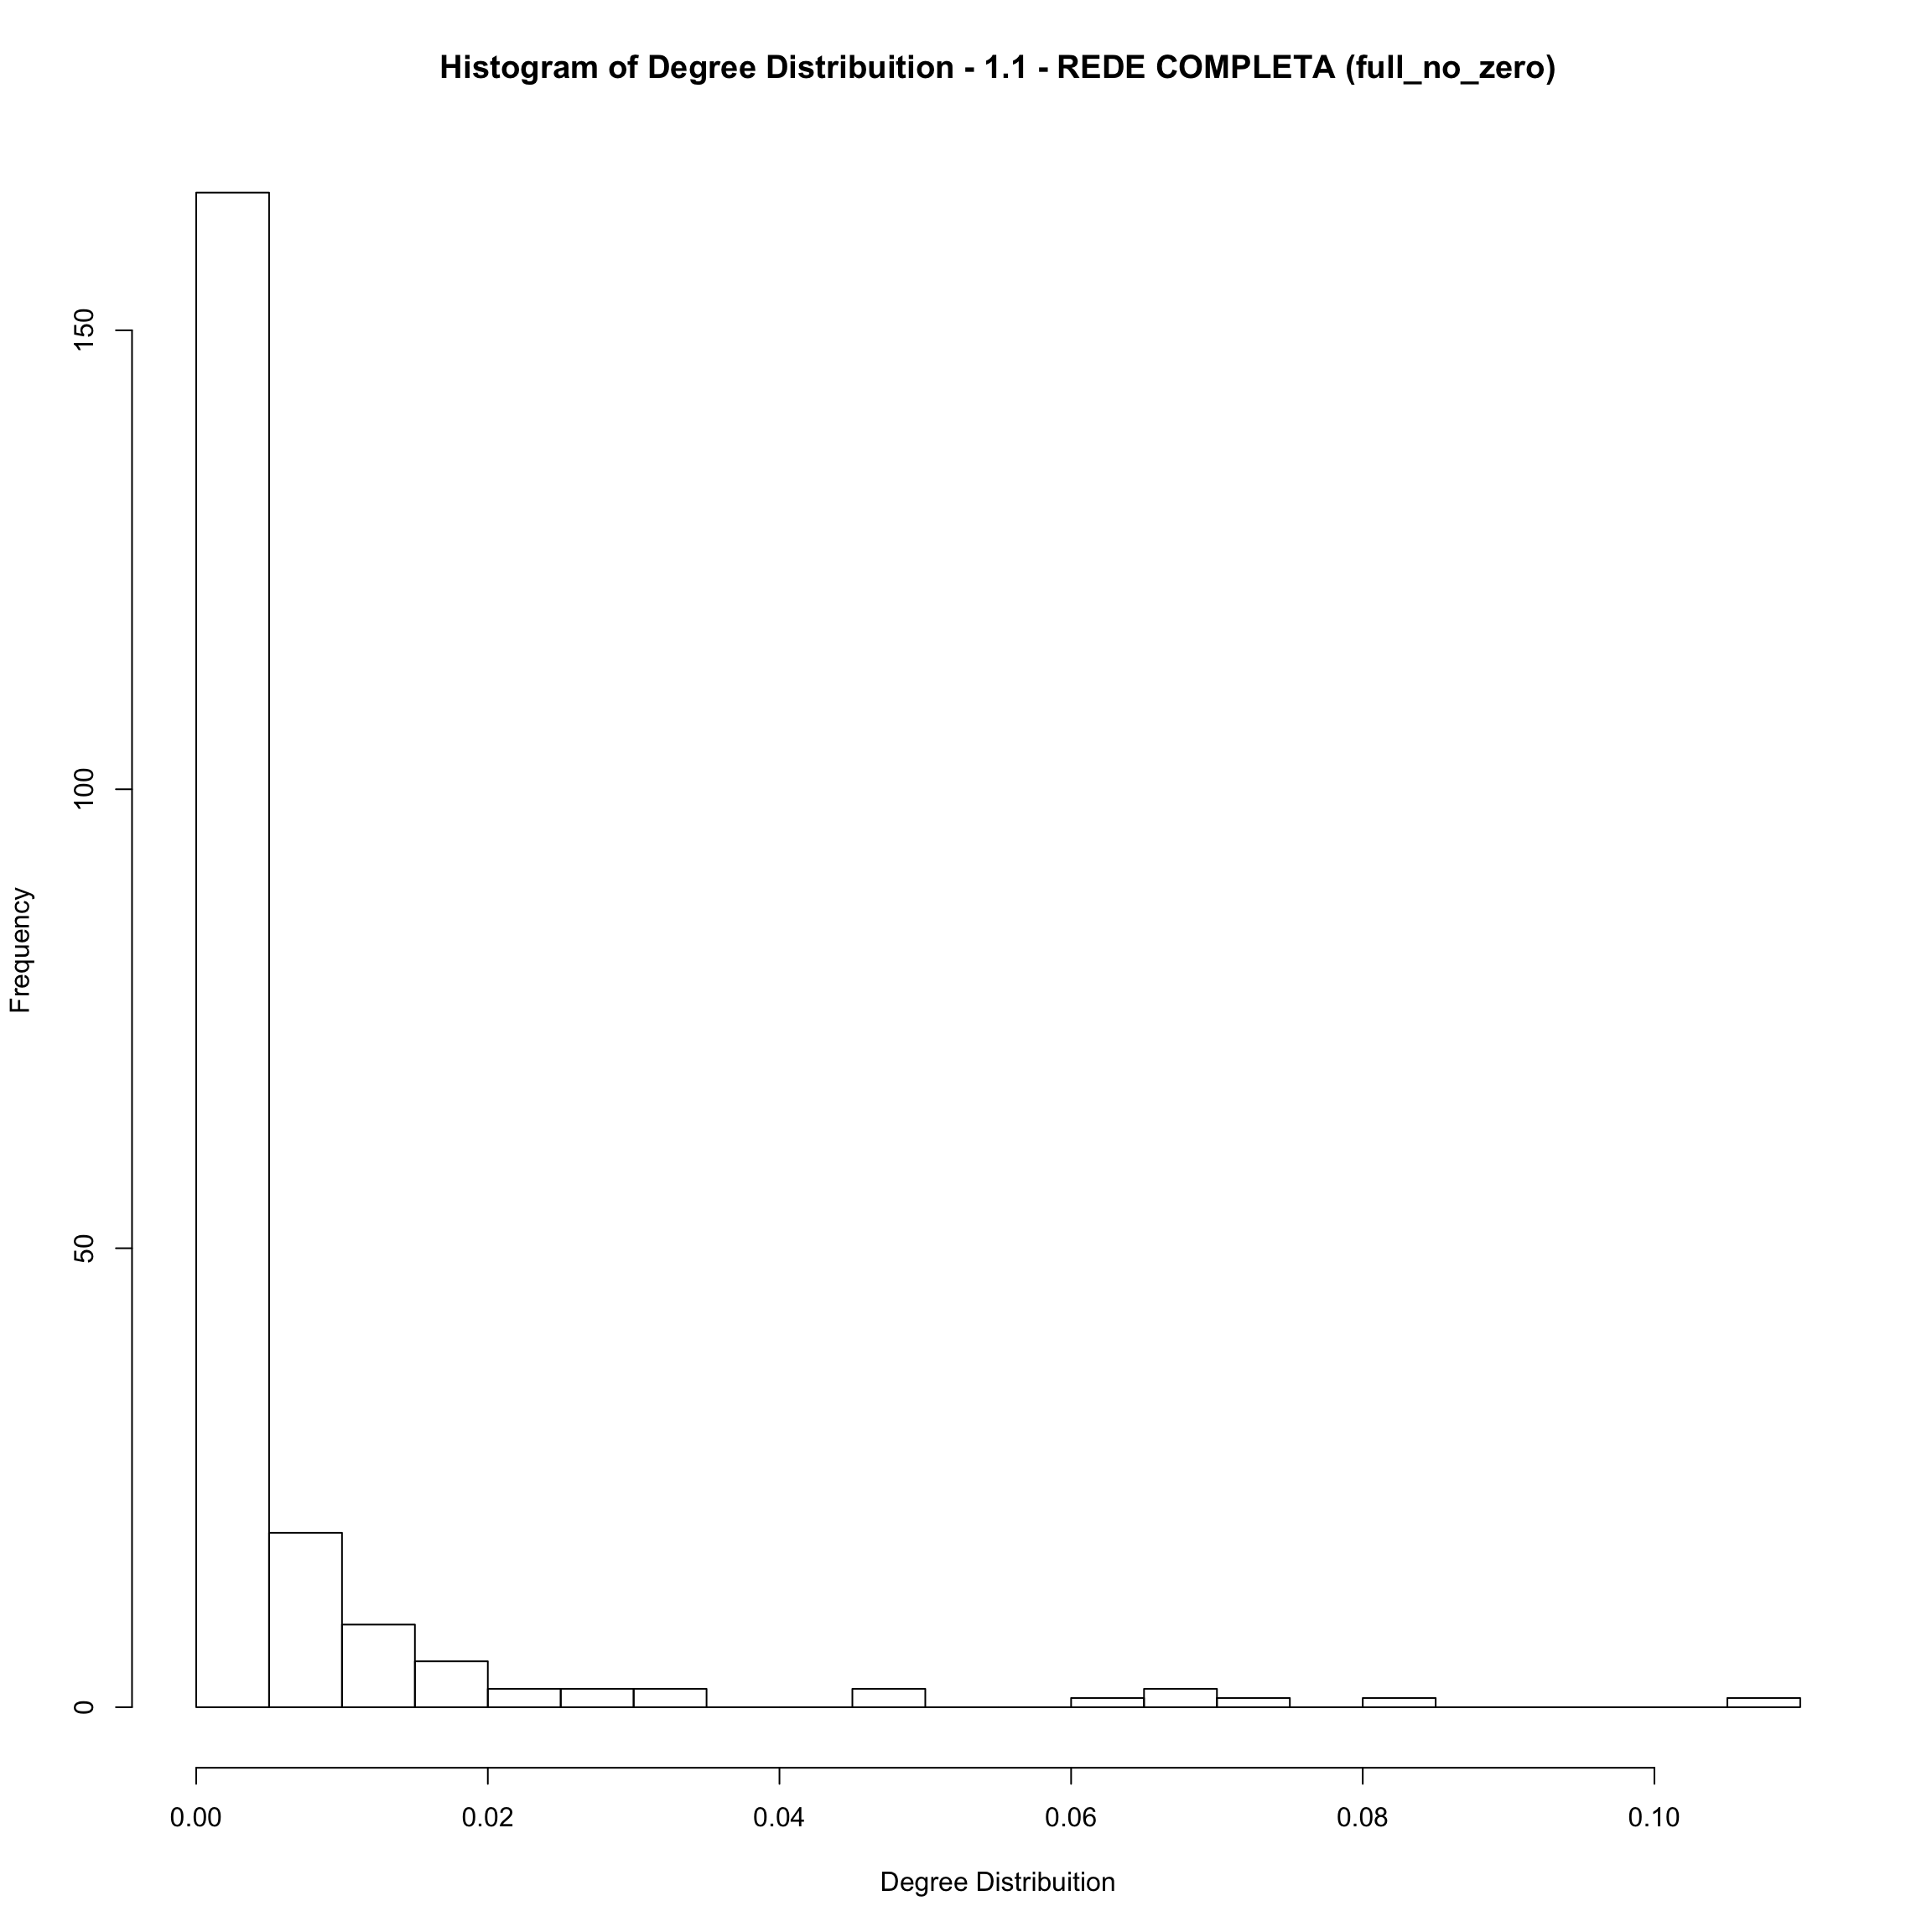 Histogram of Degree Distribuition - 1.1 - REDE COMPLETA (full_no_zero)
150
100
50
0
Frequency
0.00 0.02 0.04 0.06 0.08 0.10
Degree Distribuition